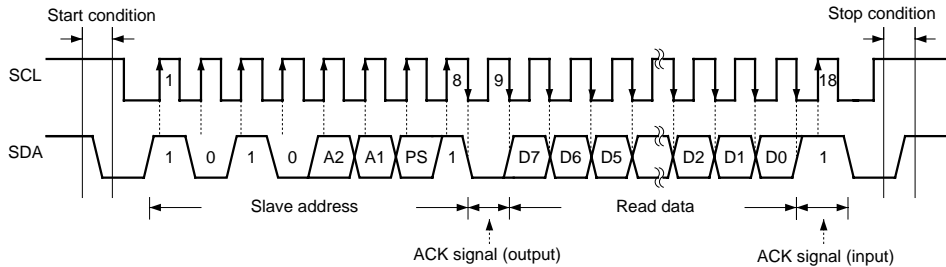 Start condition
Stop condition
SCL
1
8
9
18
SDA
1 0 1 0 A2 A1 PS 1 D7 D6 D5 D2 D1 D0 1
Slave address
Read data
ACK signal (output)
ACK signal (input)